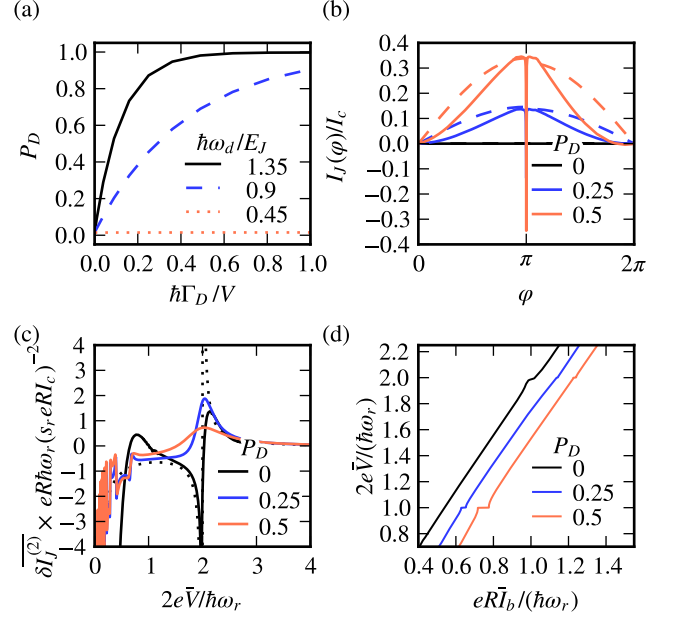 (a)
1.0
0.8
0.6
0.4
0.2
0.0
P_D
ħω_d/E_J
1.35
0.9
0.45
0.0 0.2 0.4 0.6 0.8 1.0
ħΓ_D/V
(b)
0.4
0.3
0.2
0.1
0.0
−0.1
−0.2
−0.3
−0.4
I_J(φ)/I_c
P_D
0
0.25
0.5
0 π 2π
φ
(c)
4
3
2
1
0
−1
−2
−3
−4
\overline{δI_J^{(2)}} × eRħω_r(s_r eRI_c)^{−2}
P_D
0
0.25
0.5
0 1 2 3 4
2eV̄/ħω_r
(d)
2.2
2.0
1.8
1.6
1.4
1.2
1.0
0.8
2eV̄/(ħω_r)
P_D
0
0.25
0.5
0.4 0.6 0.8 1.0 1.2 1.4
eRĪ_b/(ħω_r)